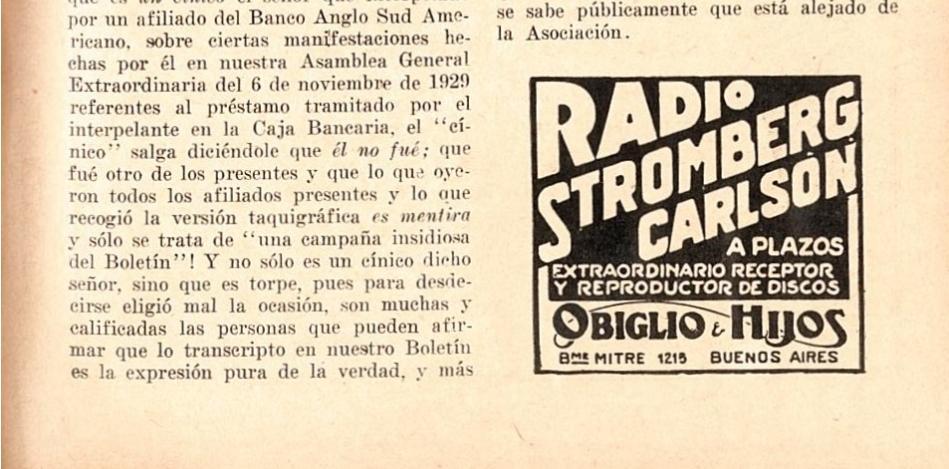 que es un cínico el señor que
por un afiliado del Banco Anglo Sud Ame-
ricano, sobre ciertas manifestaciones he-
chas por él en nuestra Asamblea General
Extraordinaria del 6 de noviembre de 1929
referentes al préstamo tramitado por el
interpelante en la Caja Bancaria, el “cí-
nico” salga diciéndole que él no fué; que
fué otro de los presentes y que lo que oye-
ron todos los afiliados presentes y lo que
recogió la versión taquigráfica es mentira
y sólo se trata de “una campaña insidiosa
del Boletín”! Y no sólo es un cínico dicho
señor, sino que es torpe, pues para desde-
cirse eligió mal la ocasión, son muchas y
calificadas las personas que pueden afir-
mar que lo transcripto en nuestro Boletín
es la expresión pura de la verdad, y más
se sabe públicamente que está alejado de
la Asociación.
RADIO
STROMBERG
CARLSON
A PLAZOS
EXTRAORDINARIO RECEPTOR
Y REPRODUCTOR DE DISCOS
OBIGLIO & HIJOS
BME MITRE 1215 BUENOS AIRES